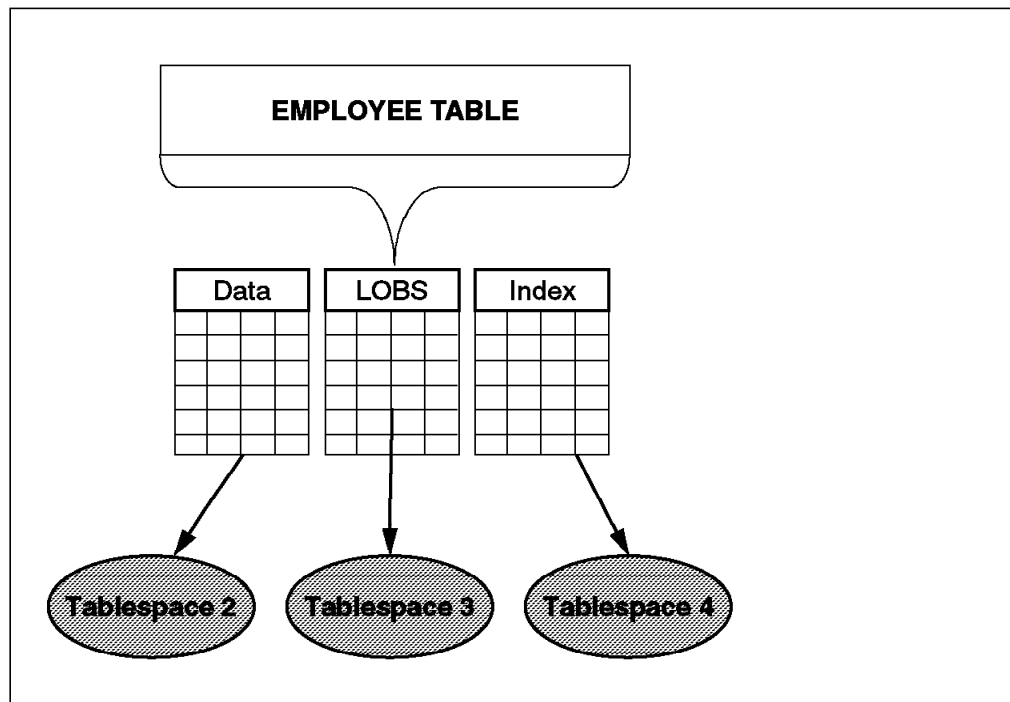 EMPLOYEE TABLE
Data
LOBS
Index
Tablespace 2
Tablespace 3
Tablespace 4